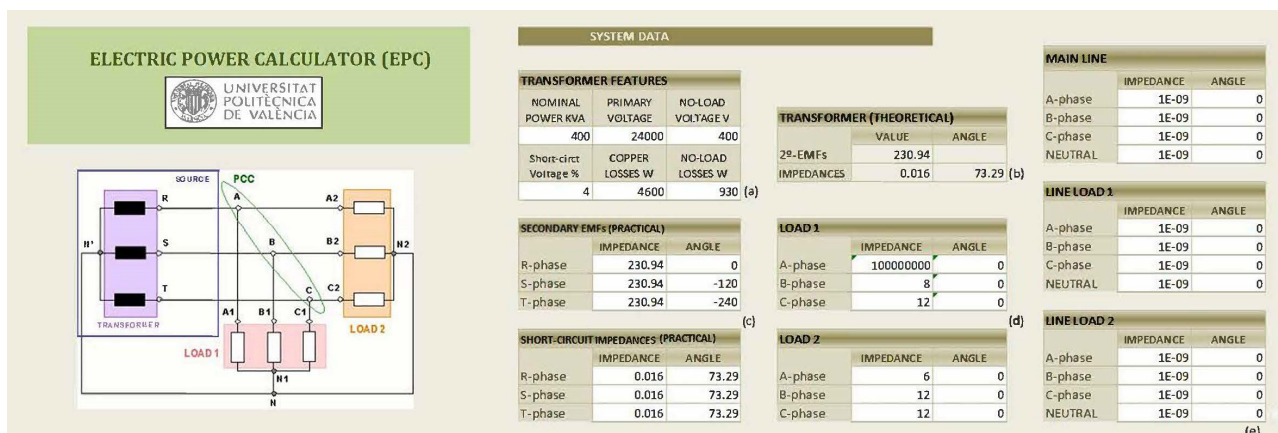 ELECTRIC POWER CALCULATOR (EPC)
UNIVERSITAT
POLITÈCNICA
DE VALÈNCIA
SOURCE
PCC
R
A
A2
N'
S
B
B2
N2
T
C
C2
A1
B1
C1
TRANSFORMER
LOAD 2
LOAD 1
N1
N
SYSTEM DATA
TRANSFORMER FEATURES
NOMINAL PRIMARY NO-LOAD
POWER KVA VOLTAGE VOLTAGE V
400 24000 400
Short-circt COPPER NO-LOAD
Voltage % LOSSES W LOSSES W
4 4600 930 (a)
TRANSFORMER (THEORETICAL)
VALUE ANGLE
2º-EMFs 230.94
IMPEDANCES 0.016 73.29 (b)
SECONDARY EMFs (PRACTICAL)
IMPEDANCE ANGLE
R-phase 230.94 0
S-phase 230.94 -120
T-phase 230.94 -240
(c)
LOAD 1
IMPEDANCE ANGLE
A-phase 100000000 0
B-phase 8 0
C-phase 12 0
(d)
SHORT-CIRCUIT IMPEDANCES (PRACTICAL)
IMPEDANCE ANGLE
R-phase 0.016 73.29
S-phase 0.016 73.29
T-phase 0.016 73.29
LOAD 2
IMPEDANCE ANGLE
A-phase 6 0
B-phase 12 0
C-phase 12 0
MAIN LINE
IMPEDANCE ANGLE
A-phase 1E-09 0
B-phase 1E-09 0
C-phase 1E-09 0
NEUTRAL 1E-09 0
LINE LOAD 1
IMPEDANCE ANGLE
A-phase 1E-09 0
B-phase 1E-09 0
C-phase 1E-09 0
NEUTRAL 1E-09 0
LINE LOAD 2
IMPEDANCE ANGLE
A-phase 1E-09 0
B-phase 1E-09 0
C-phase 1E-09 0
NEUTRAL 1E-09 0
(e)